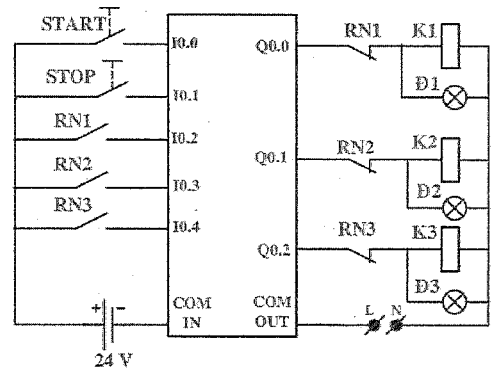 START
I0.0
STOP
I0.1
RN1
I0.2
RN2
I0.3
RN3
I0.4
COM
IN
+ −
24 V
Q0.0
RN1
K1
Đ1
Q0.1
RN2
K2
Đ2
Q0.2
RN3
K3
Đ3
COM
OUT
L N